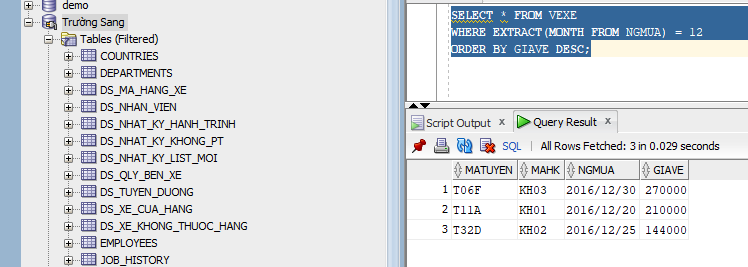 demo
Trường Sang
Tables (Filtered)
COUNTRIES
DEPARTMENTS
DS_MA_HANG_XE
DS_NHAN_VIEN
DS_NHAT_KY_HANH_TRINH
DS_NHAT_KY_KHONG_PT
DS_NHAT_KY_LIST_MOI
DS_QLY_BEN_XE
DS_TUYEN_DUONG
DS_XE_CUA_HANG
DS_XE_KHONG_THUOC_HANG
EMPLOYEES
JOB_HISTORY
SELECT * FROM VEXE
WHERE EXTRACT(MONTH FROM NGMUA) = 12
ORDER BY GIAVE DESC;
Script Output x Query Result x
SQL | All Rows Fetched: 3 in 0.029 seconds
MATUYEN MAHK NGMUA GIAVE
1 T06F KH03 2016/12/30 270000
2 T11A KH01 2016/12/20 210000
3 T32D KH02 2016/12/25 144000